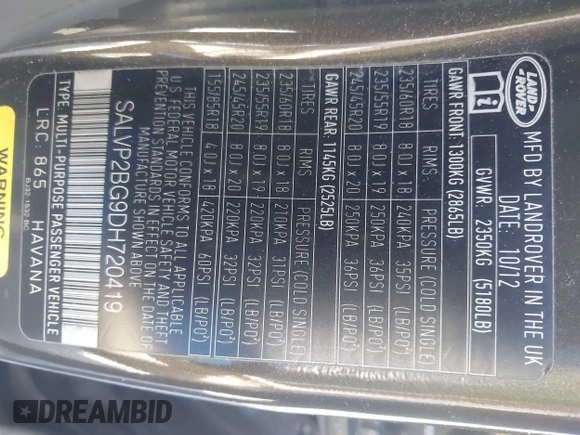 LAND-
ROVER
MFD BY LANDROVER IN THE UK
DATE: 10/12
GVWR: 2350KG (5180LB)
GAWR FRONT: 1300KG (2865LB)
TIRES RIMS PRESSURE (COLD SINGLE)
235/60R18 8.0J x 18 240KPA 35PSI (LB/PO²)
235/55R19 8.0J x 19 250KPA 36PSI (LB/PO²)
245/45R20 8.0J x 20 250KPA 36PSI (LB/PO²)
GAWR REAR: 1145KG (2525LB)
TIRES RIMS PRESSURE (COLD SINGLE)
235/60R18 8.0J x 18 210KPA 31PSI (LB/PO²)
235/55R19 8.0J x 19 220KPA 32PSI (LB/PO²)
245/45R20 8.0J x 20 220KPA 32PSI (LB/PO²)
155/85R18 4.0J x 18 420KPA 60PSI (LB/PO²)
THIS VEHICLE CONFORMS TO ALL APPLICABLE
U.S FEDERAL MOTOR VEHICLE SAFETY AND THEFT
PREVENTION STANDARDS IN EFFECT ON THE DATE OF
MANUFACTURE SHOWN ABOVE
SALVP2BG9DH720419
TYPE: MULTI-PURPOSE PASSENGER VEHICLE
LRC: 865 HAVANA
WARNING
DREAMBID